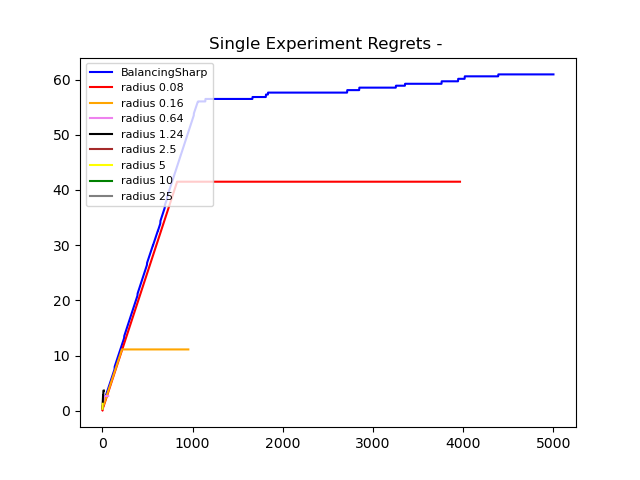 Single Experiment Regrets -
BalancingSharp
radius 0.08
radius 0.16
radius 0.64
radius 1.24
radius 2.5
radius 5
radius 10
radius 25
60
50
40
30
20
10
0
0 1000 2000 3000 4000 5000